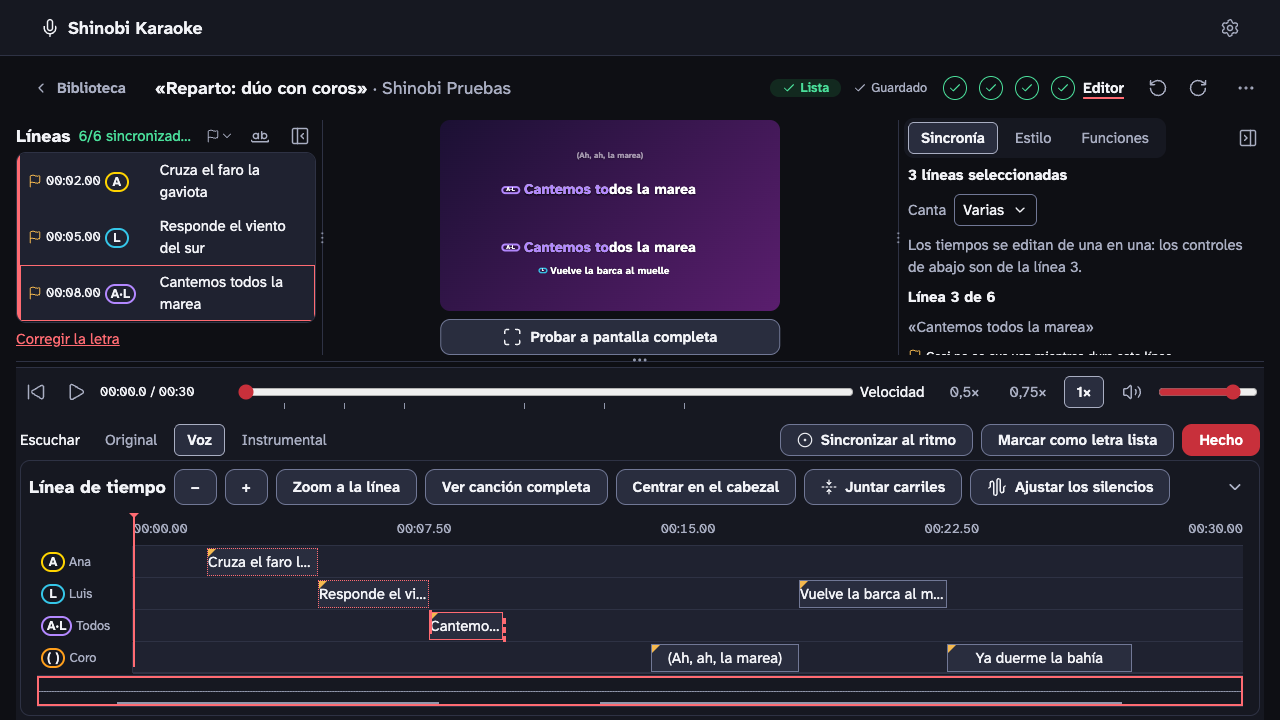 Shinobi Karaoke
Biblioteca
«Reparto: dúo con coros» · Shinobi Pruebas
Lista
Guardado
Editor
Líneas
6/6 sincronizad...
ab
00:02.00 A Cruza el faro la gaviota
00:05.00 L Responde el viento del sur
00:08.00 A·L Cantemos todos la marea
Corregir la letra
(Ah, ah, la marea)
A·L Cantemos todos la marea
A·L Cantemos todos la marea
Vuelve la barca al muelle
Probar a pantalla completa
Sincronía
Estilo
Funciones
3 líneas seleccionadas
Canta Varias
Los tiempos se editan de una en una: los controles
de abajo son de la línea 3.
Línea 3 de 6
«Cantemos todos la marea»
00:00.0 / 00:30
Velocidad 0,5× 0,75× 1×
Escuchar Original Voz Instrumental
Sincronizar al ritmo
Marcar como letra lista
Hecho
Línea de tiempo
−
+
Zoom a la línea
Ver canción completa
Centrar en el cabezal
Juntar carriles
Ajustar los silencios
00:00.00 00:07.50 00:15.00 00:22.50 00:30.00
A Ana Cruza el faro l...
L Luis Responde el vi... Vuelve la barca al m...
A·L Todos Cantemo...
( ) Coro (Ah, ah, la marea) Ya duerme la bahía